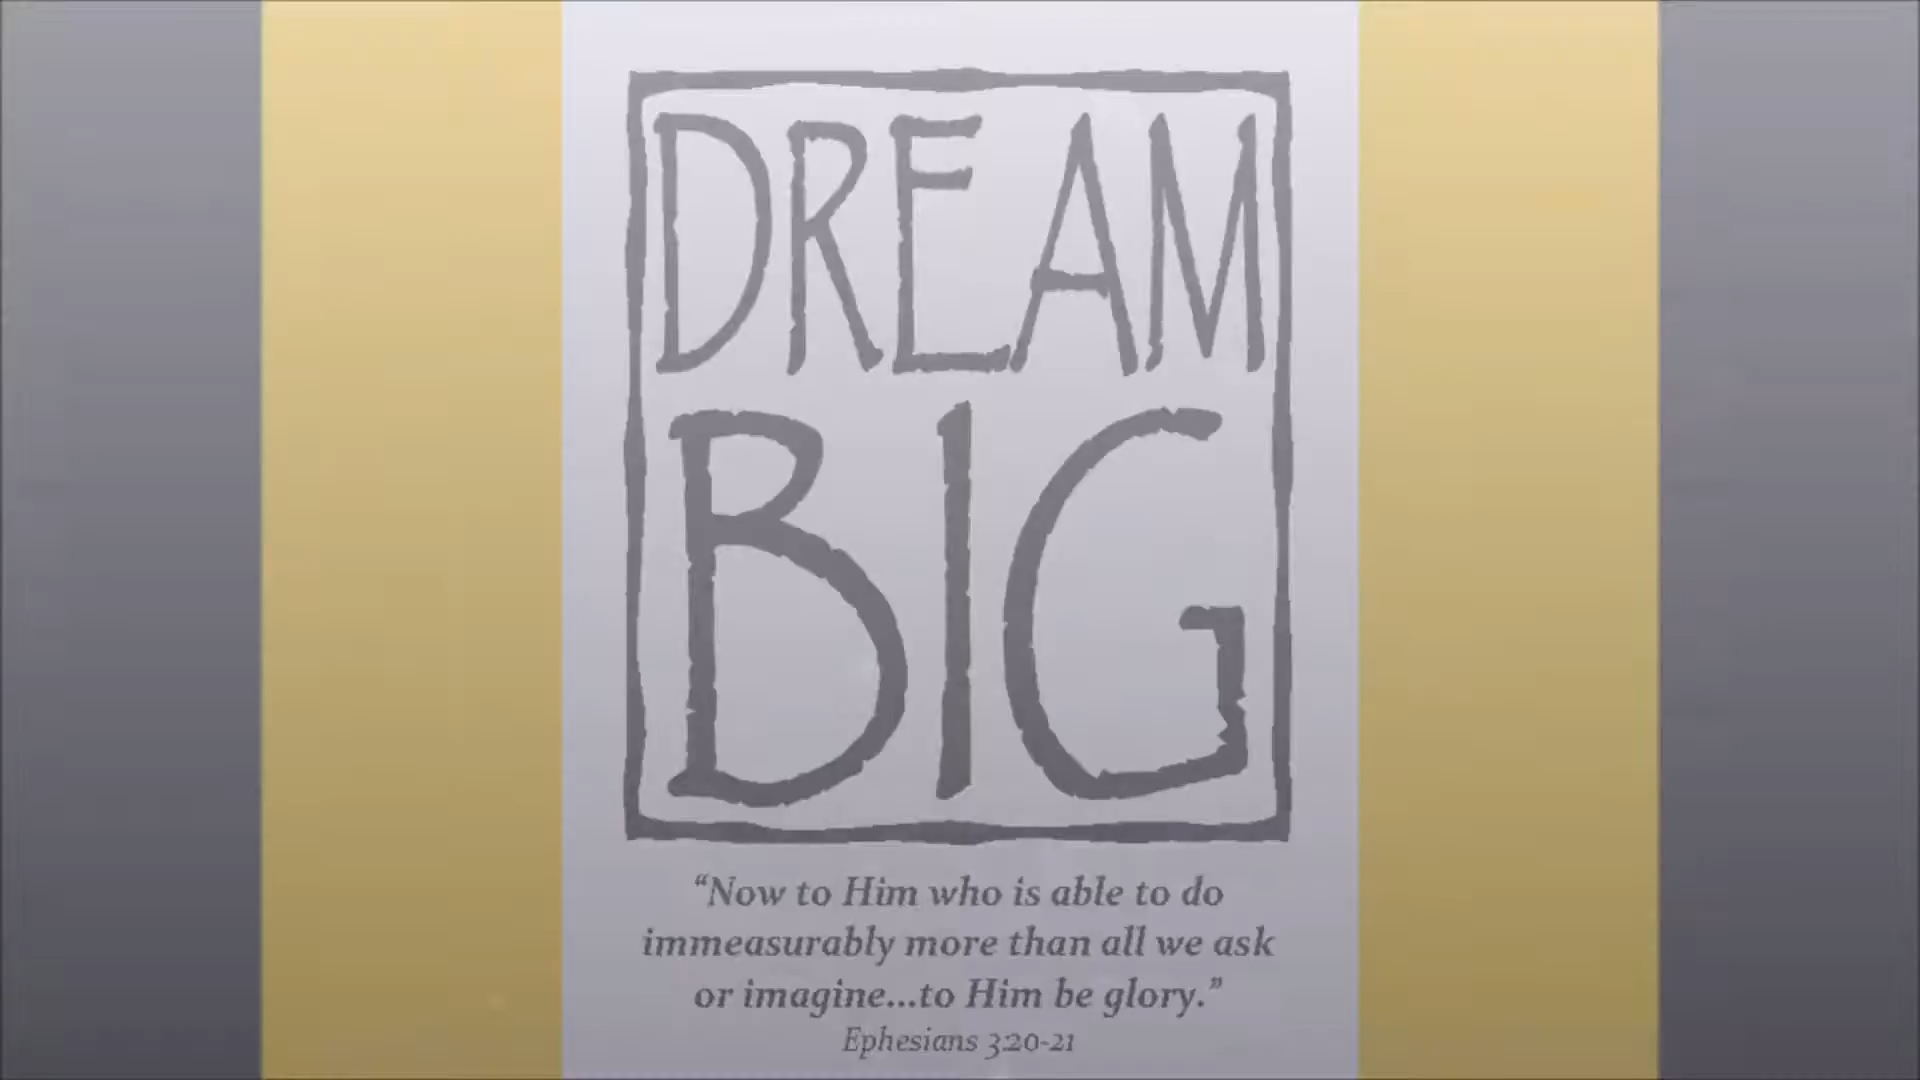 DREAM
BIG
“Now to Him who is able to do
immeasurably more than all we ask
or imagine...to Him be glory.”
Ephesians 3:20-21